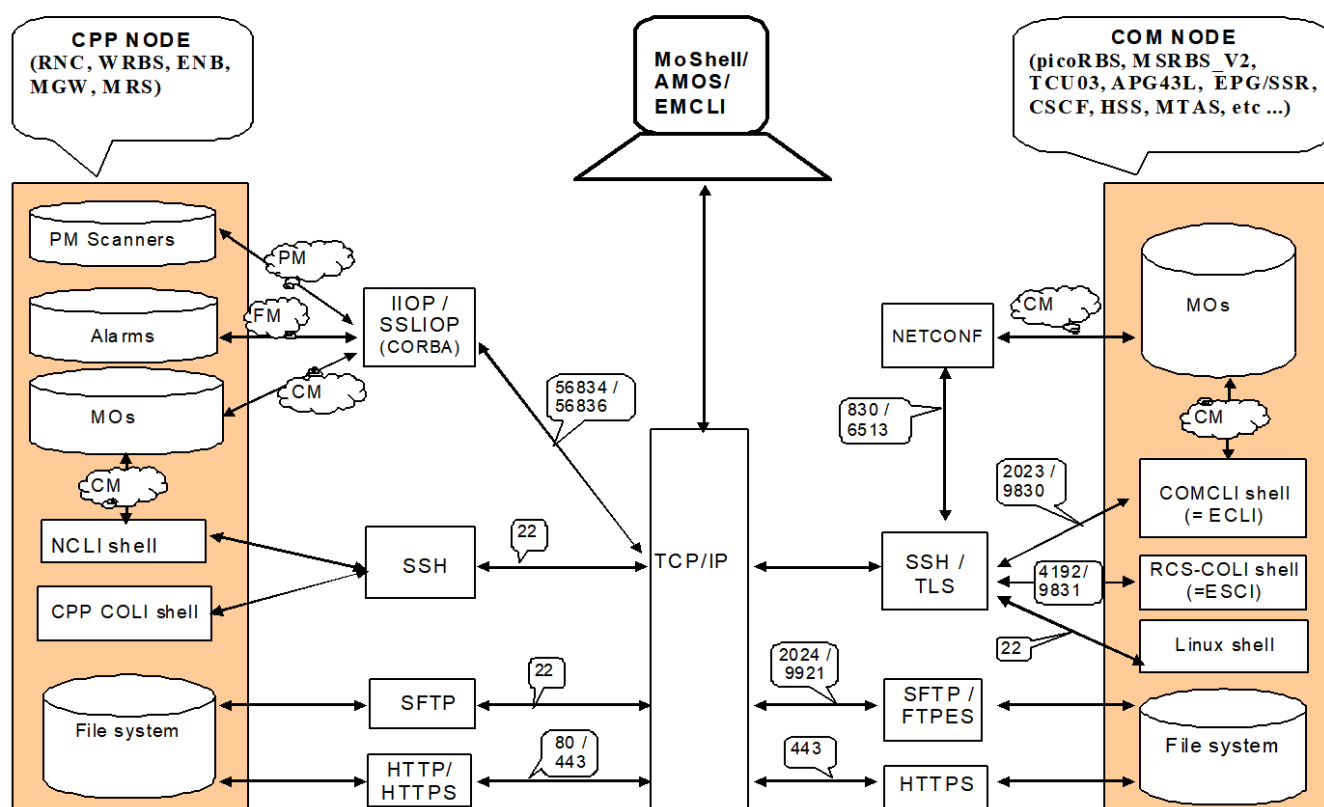 CPP NODE
(RNC, WRBS, ENB,
MGW, MRS)
MoShell/
AMOS/
EMCLI
COM NODE
(picoRBS, MSRBS_V2,
TCU03, APG43L, EPG/SSR,
CSCF, HSS, MTAS, etc ...)
PM Scanners
PM
Alarms
FM
MOs
CM
IIOP /
SSLIOP
(CORBA)
56834 /
56836
CM
NCLI shell
CPP COLI shell
SSH
22
File system
SFTP
22
HTTP/
HTTPS
80 /
443
TCP/IP
NETCONF
CM
MOs
830 /
6513
CM
2023 /
9830
COMCLI shell
(= ECLI)
SSH /
TLS
4192/
9831
RCS-COLI shell
(=ESCI)
22
Linux shell
2024 /
9921
SFTP /
FTPES
File system
443
HTTPS